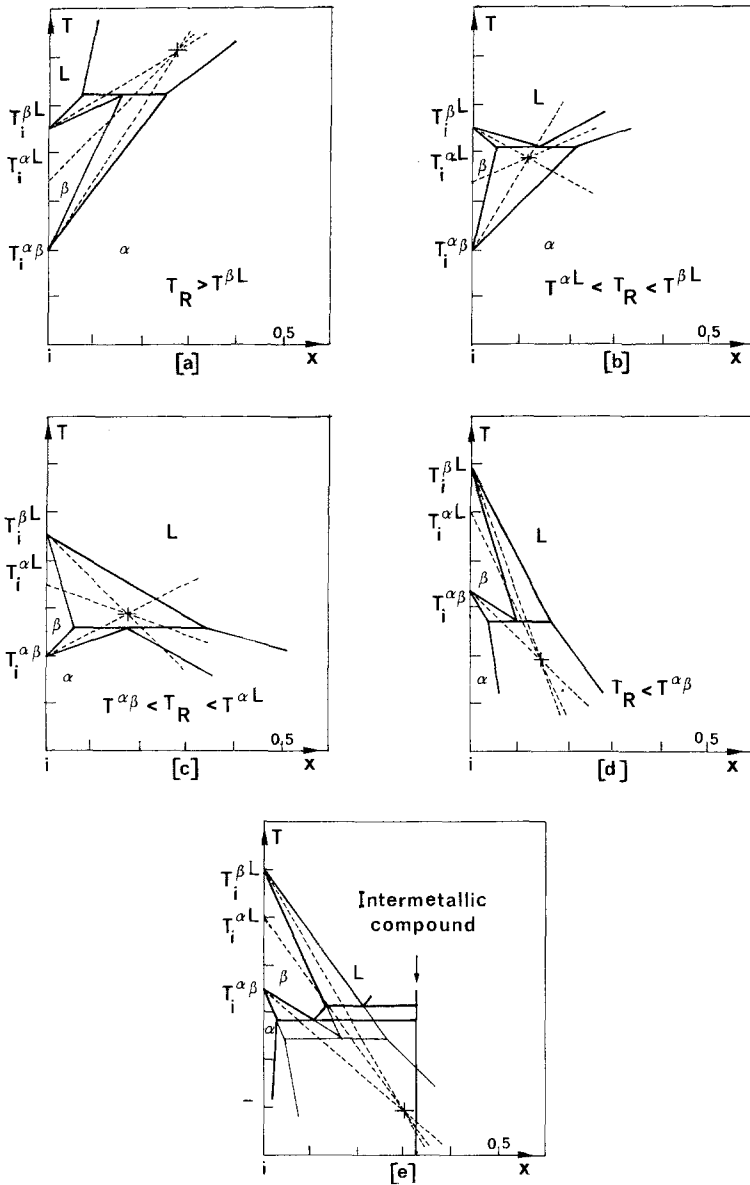 T
L
T_i^βL
T_i^αL
β
T_i^αβ
α
T_R > T^βL
0,5
i
[a]
x
T
L
T_i^βL
T_i^αL
β
T_i^αβ
α
T^αL < T_R < T^βL
0,5
i
[b]
x
T
L
T_i^βL
T_i^αL
β
T_i^αβ
α
T^αβ < T_R < T^αL
0,5
i
[c]
x
T
T_i^βL
T_i^αL
L
β
T_i^αβ
α
T_R < T^αβ
0,5
i
[d]
x
T
T_i^βL
Intermetallic
compound
T_i^αL
L
β
T_i^αβ
α
0,5
i
[e]
x